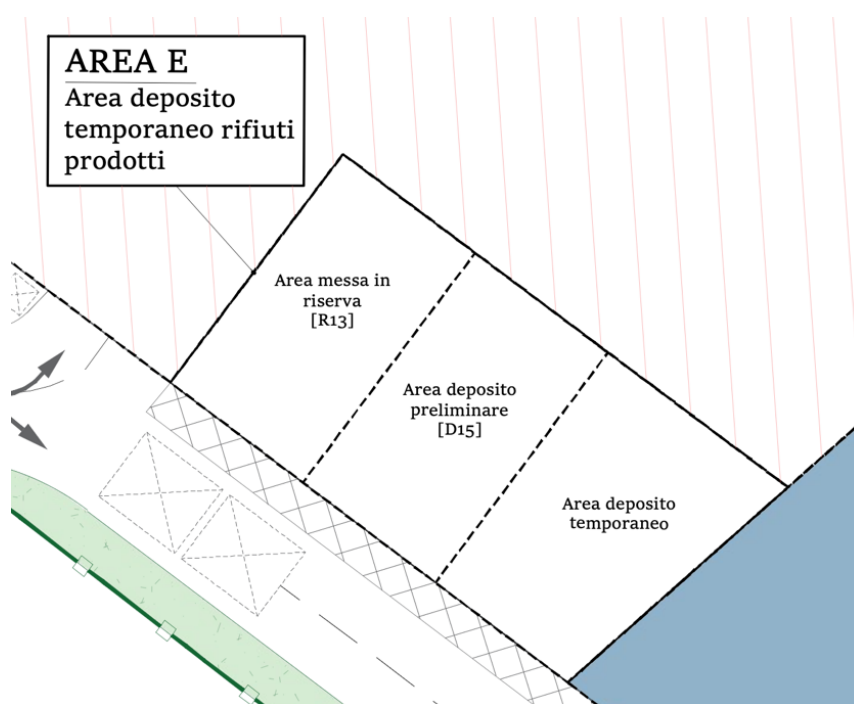 AREA E
Area deposito
temporaneo rifiuti
prodotti
Area messa in
riserva
[R13]
Area deposito
preliminare
[D15]
Area deposito
temporaneo